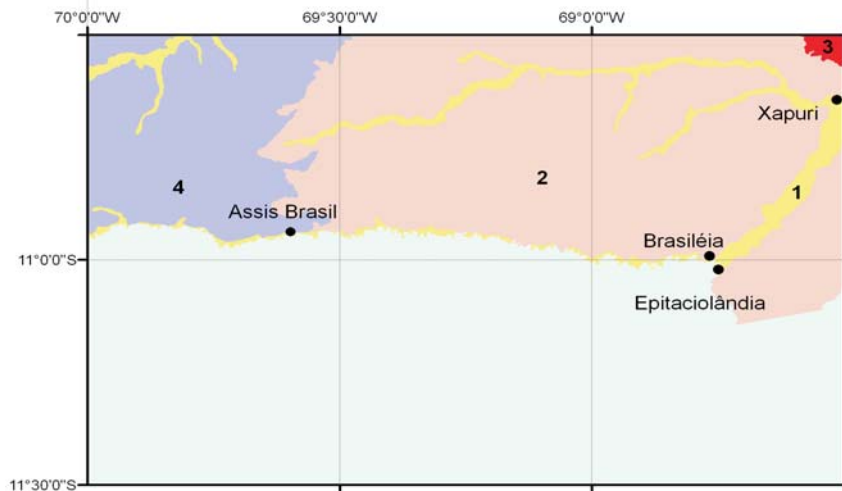 70°0'0"W
69°30'0"W
69°0'0"W
3
Xapuri
2
1
4
Assis Brasil
Brasiléia
11°0'0"S
Epitaciolândia
11°30'0"S